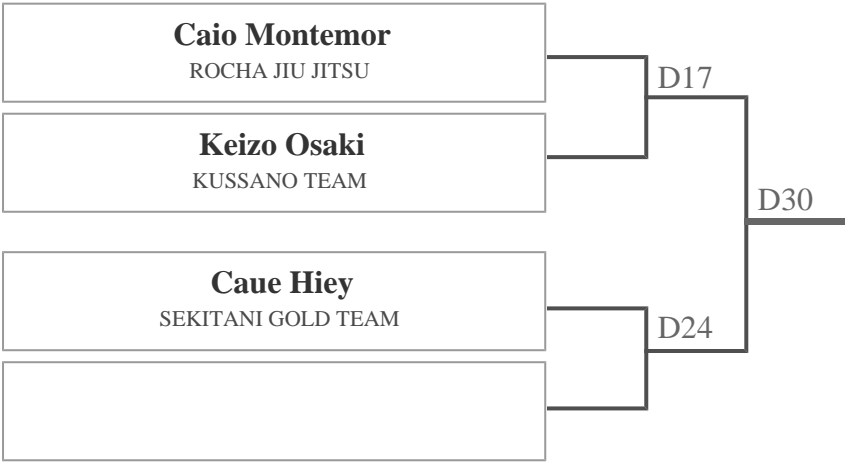 Caio Montemor
ROCHA JIU JITSU
D17
Keizo Osaki
KUSSANO TEAM
D30
Caue Hiey
SEKITANI GOLD TEAM
D24